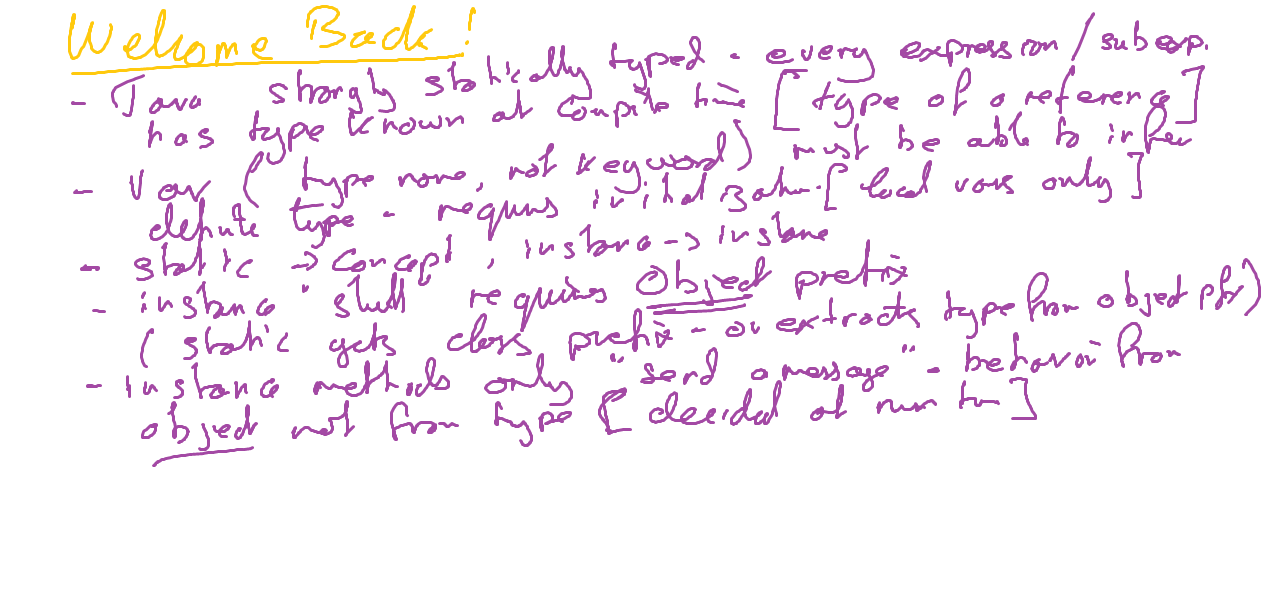 Welcome Back!
- Java strongly statically typed - every expression/subexp.
has type known at compile time [type of a reference]
- var (type name, not keyword) must be able to infer
definite type - requires initialization. [local vars only]
- static -> concept, instance -> instance
- instance "stuff" requires Object prefix
(static gets class prefix - or extracts type from object pfx)
- instance methods only "send a message" - behavior from
object not from type [decided at run time]